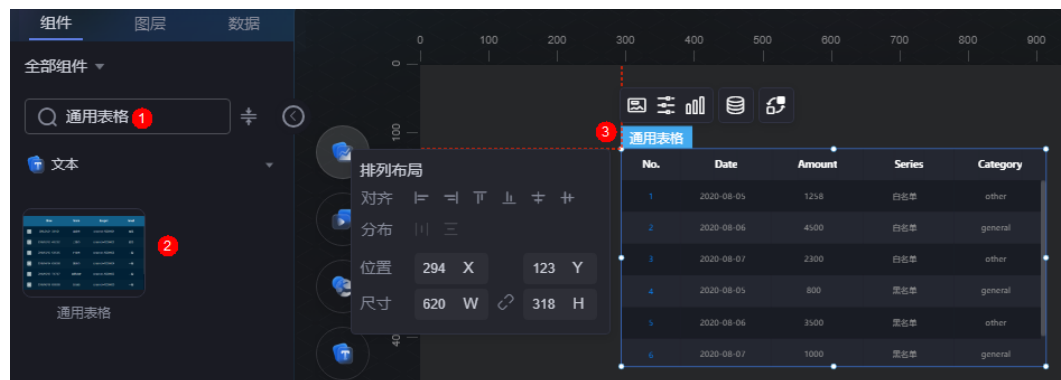 组件 图层 数据
全部组件
通用表格 1
文本
2
通用表格
0 100 200 300 400 500 600 700 800 900
0
100
40
排列布局
对齐
分布
位置 294 X 123 Y
尺寸 620 W 318 H
3
通用表格
No. Date Amount Series Category
1 2020-08-05 1258 白名单 other
2 2020-08-06 4500 白名单 general
3 2020-08-07 2300 白名单 other
4 2020-08-05 800 黑名单 general
5 2020-08-06 3500 黑名单 other
6 2020-08-07 1000 黑名单 general